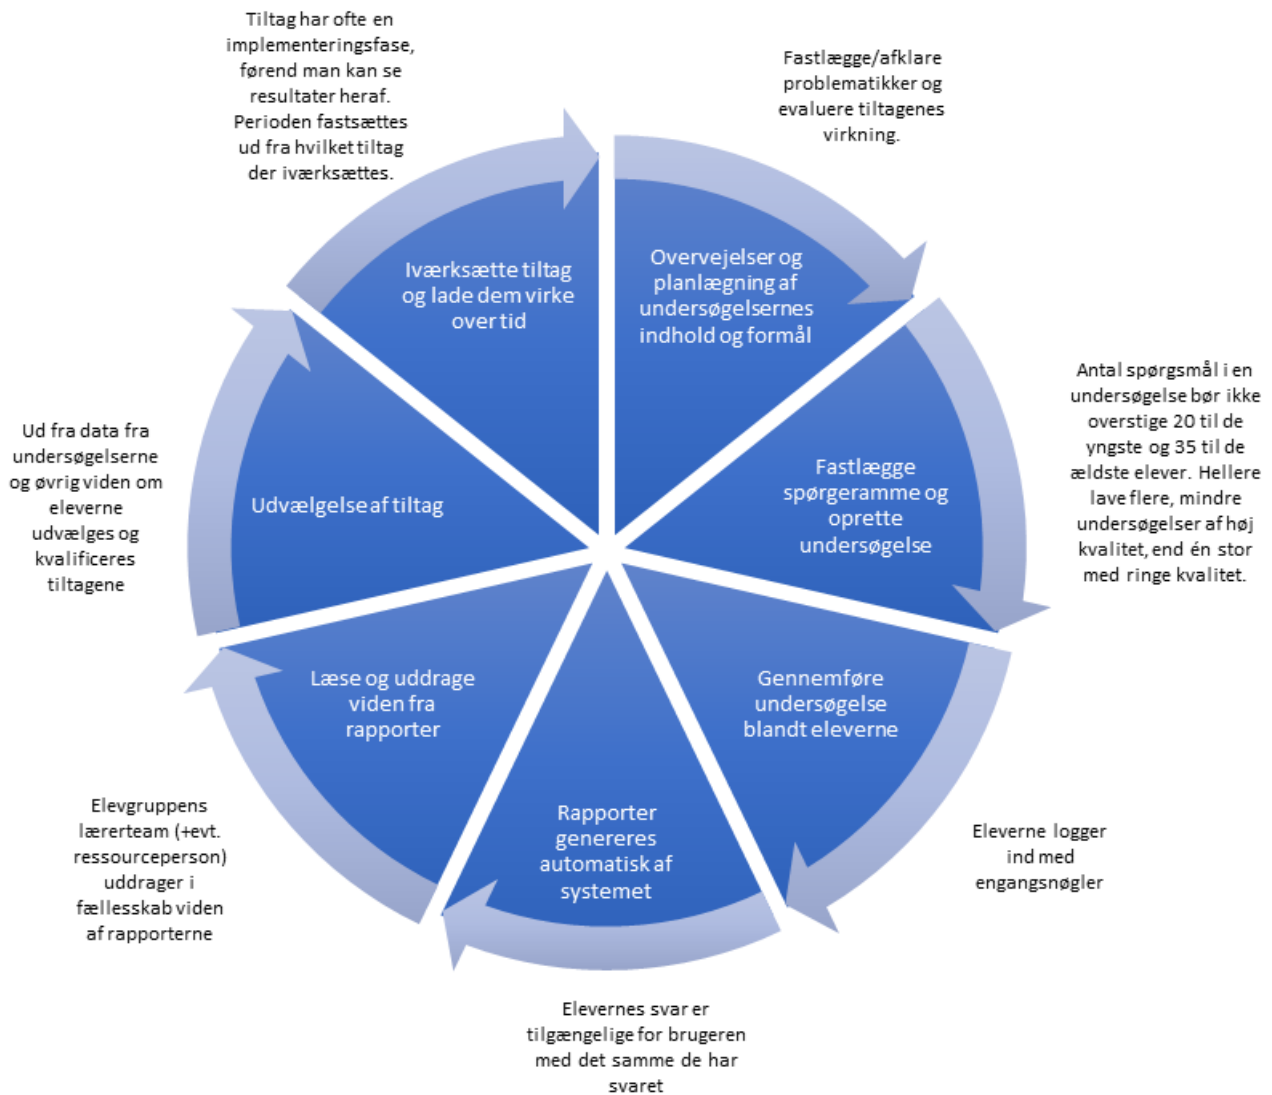 Tiltag har ofte en
implementeringsfase,
førend man kan se
resultater heraf.
Perioden fastsættes
ud fra hvilket tiltag
der iværksættes.
Fastlægge/afklare
problematikker og
evaluere tiltagenes
virkning.
Iværksætte tiltag
og lade dem virke
over tid
Overvejelser og
planlægning af
undersøgelsernes
indhold og formål
Antal spørgsmål i en
undersøgelse bør ikke
overstige 20 til de
yngste og 35 til de
ældste elever. Hellere
lave flere, mindre
undersøgelser af høj
kvalitet, end én stor
med ringe kvalitet.
Ud fra data fra
undersøgelserne
og øvrig viden om
eleverne
udvælges og
kvalificeres
tiltagene
Udvælgelse af tiltag
Fastlægge
spørgeramme og
oprette
undersøgelse
Læse og uddrage
viden fra
rapporter
Gennemføre
undersøgelse
blandt eleverne
Elevgruppens
lærerteam (+evt.
ressourceperson)
uddrager i
fællesskab viden
af rapporterne
Rapporter
genereres
automatisk af
systemet
Eleverne logger
ind med
engangsnøgler
Elevernes svar er
tilgængelige for brugeren
med det samme de har
svaret